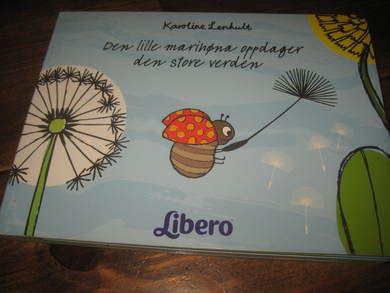 Karoline Lenhult
Den lille marihøna oppdager
den store verden
Libero